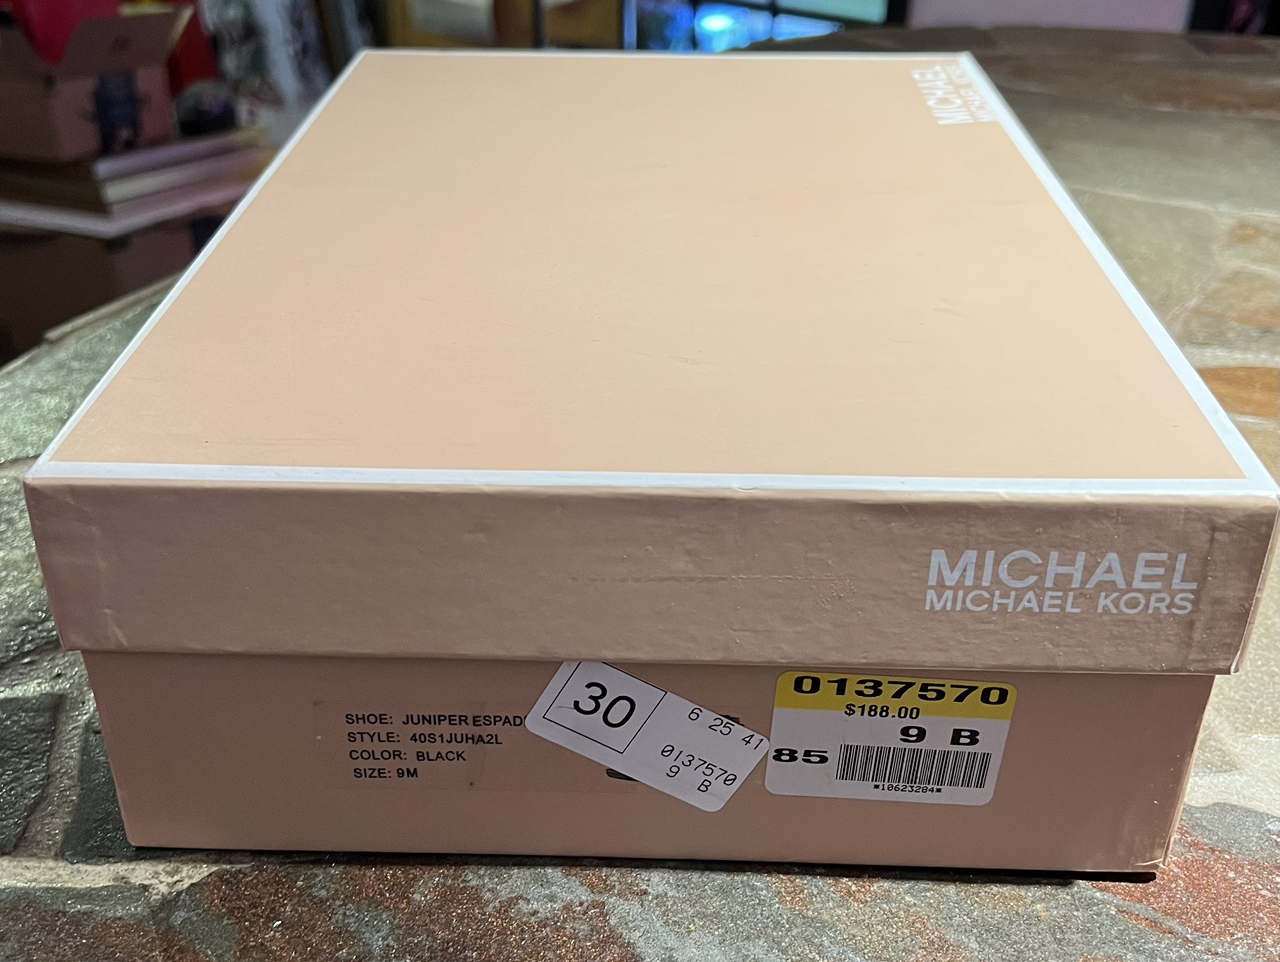 MICHAEL
MICHAEL KORS
MICHAEL
MICHAEL KORS
SHOE: JUNIPER ESPAD
STYLE: 40S1JUHA2L
COLOR: BLACK
SIZE: 9M
30
6 25 41
0137570
9 B
0137570
$188.00
9 B
85
*10623284*